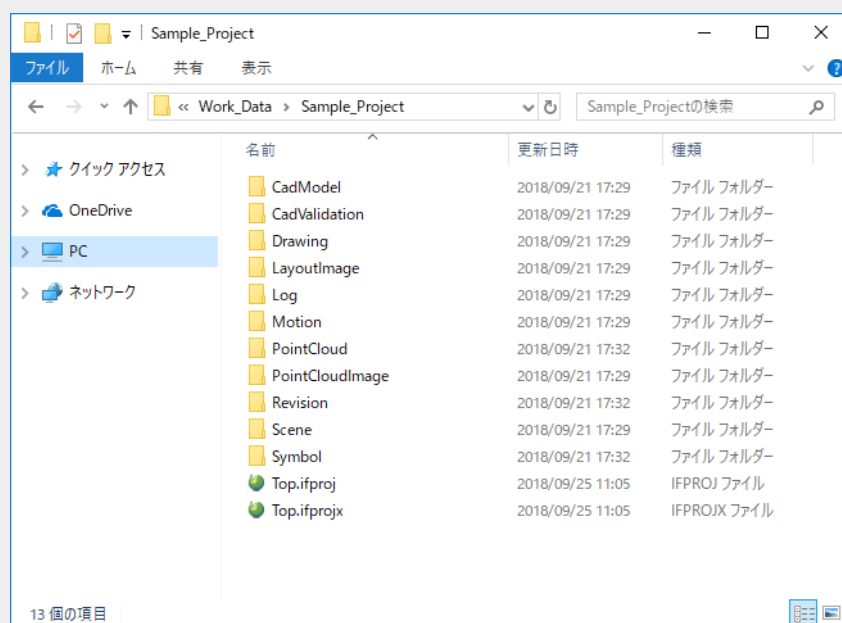 Sample_Project
ファイル ホーム 共有 表示
« Work_Data › Sample_Project Sample_Projectの検索
名前 更新日時 種類
クイック アクセス
OneDrive
PC
ネットワーク
CadModel 2018/09/21 17:29 ファイル フォルダー
CadValidation 2018/09/21 17:29 ファイル フォルダー
Drawing 2018/09/21 17:29 ファイル フォルダー
LayoutImage 2018/09/21 17:29 ファイル フォルダー
Log 2018/09/21 17:29 ファイル フォルダー
Motion 2018/09/21 17:29 ファイル フォルダー
PointCloud 2018/09/21 17:32 ファイル フォルダー
PointCloudImage 2018/09/21 17:29 ファイル フォルダー
Revision 2018/09/21 17:32 ファイル フォルダー
Scene 2018/09/21 17:29 ファイル フォルダー
Symbol 2018/09/21 17:32 ファイル フォルダー
Top.ifproj 2018/09/25 11:05 IFPROJ ファイル
Top.ifprojx 2018/09/25 11:05 IFPROJX ファイル
13 個の項目